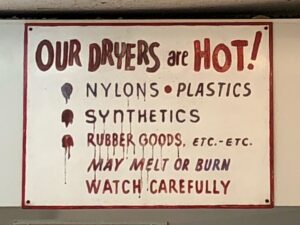 OUR DRYERS are HOT!
NYLONS • PLASTICS
SYNTHETICS
RUBBER GOODS, ETC.-ETC.
MAY MELT OR BURN
WATCH CAREFULLY